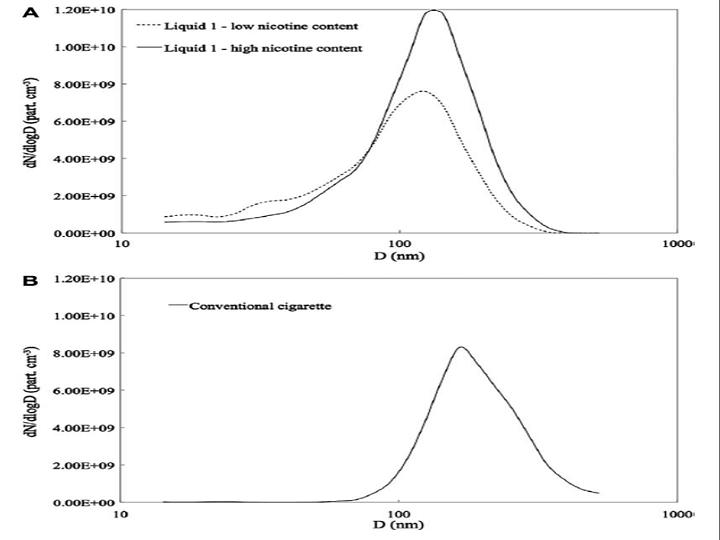 A
1.20E+10
1.00E+10
8.00E+09
6.00E+09
4.00E+09
2.00E+09
0.00E+00
dN/dlogD (part. cm⁻³)
Liquid 1 - low nicotine content
Liquid 1 - high nicotine content
10
100
1000
D (nm)
B
1.20E+10
1.00E+10
8.00E+09
6.00E+09
4.00E+09
2.00E+09
0.00E+00
dN/dlogD (part. cm⁻³)
Conventional cigarette
10
100
1000
D (nm)